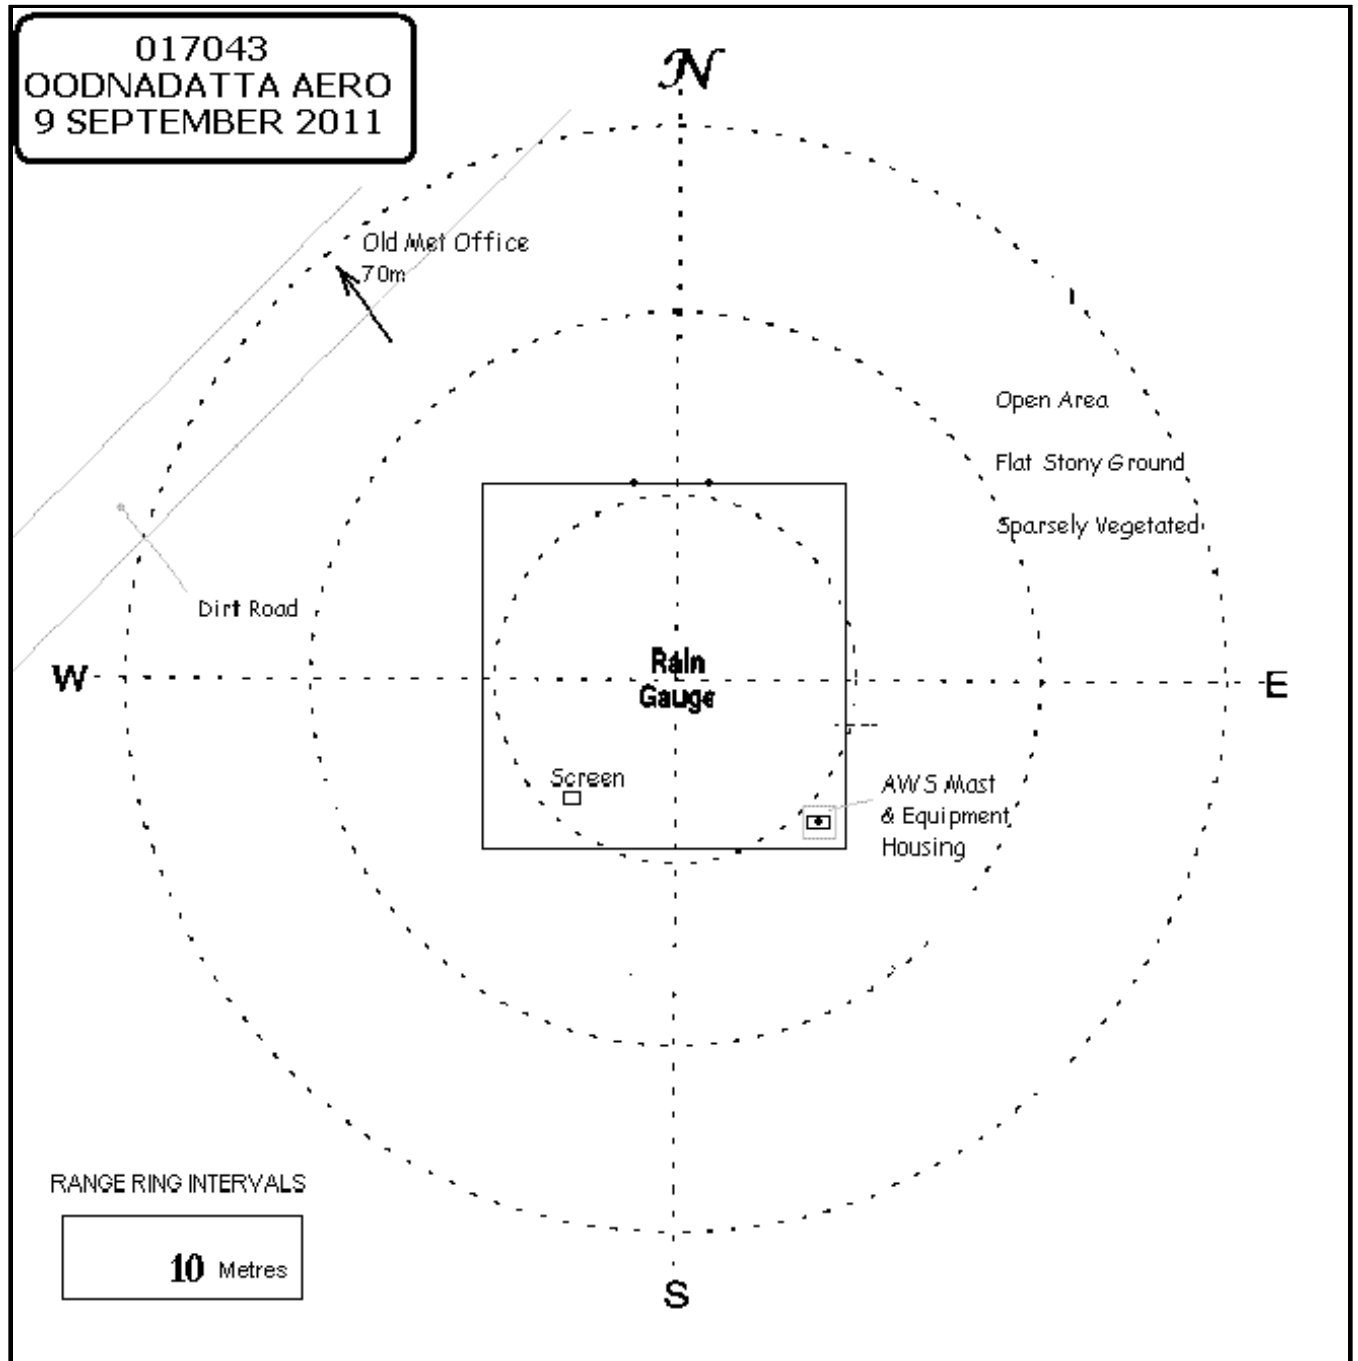 017043
OODNADATTA AERO
9 SEPTEMBER 2011
N
Old Met Office
70m
Open Area
Flat Stony Ground
Sparsely Vegetated
Dirt Road
W
Rain
Gauge
E
Screen
AWS Mast
& Equipment
Housing
RANGE RING INTERVALS
10 Metres
S